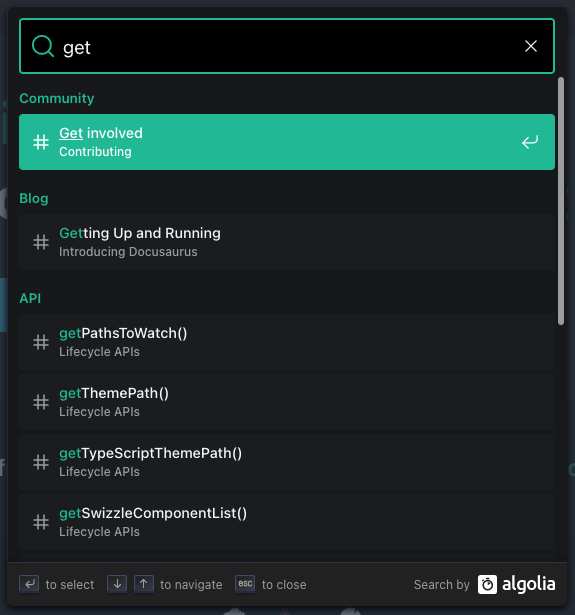 get
Community
Get involved
Contributing
Blog
Getting Up and Running
Introducing Docusaurus
API
getPathsToWatch()
Lifecycle APIs
getThemePath()
Lifecycle APIs
getTypeScriptThemePath()
Lifecycle APIs
getSwizzleComponentList()
Lifecycle APIs
to select to navigate esc to close Search by algolia